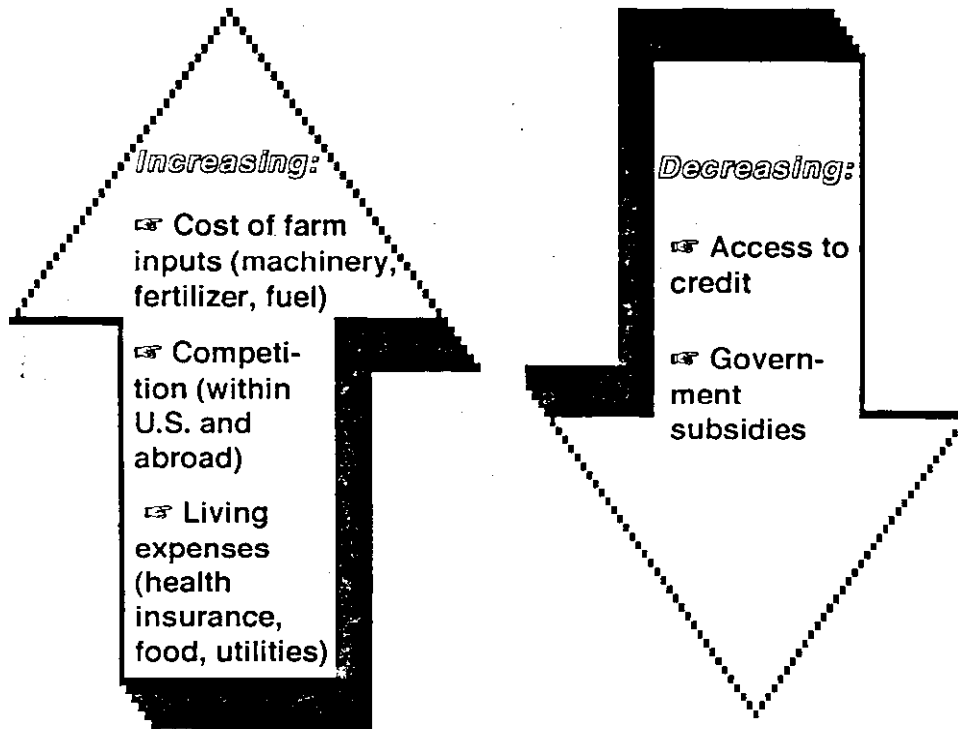 Increasing:
☞ Cost of farm
inputs (machinery,
fertilizer, fuel)
☞ Competi-
tion (within
U.S. and
abroad)
☞ Living
expenses
(health
insurance,
food, utilities)
Decreasing:
☞ Access to
credit
☞ Govern-
ment
subsidies